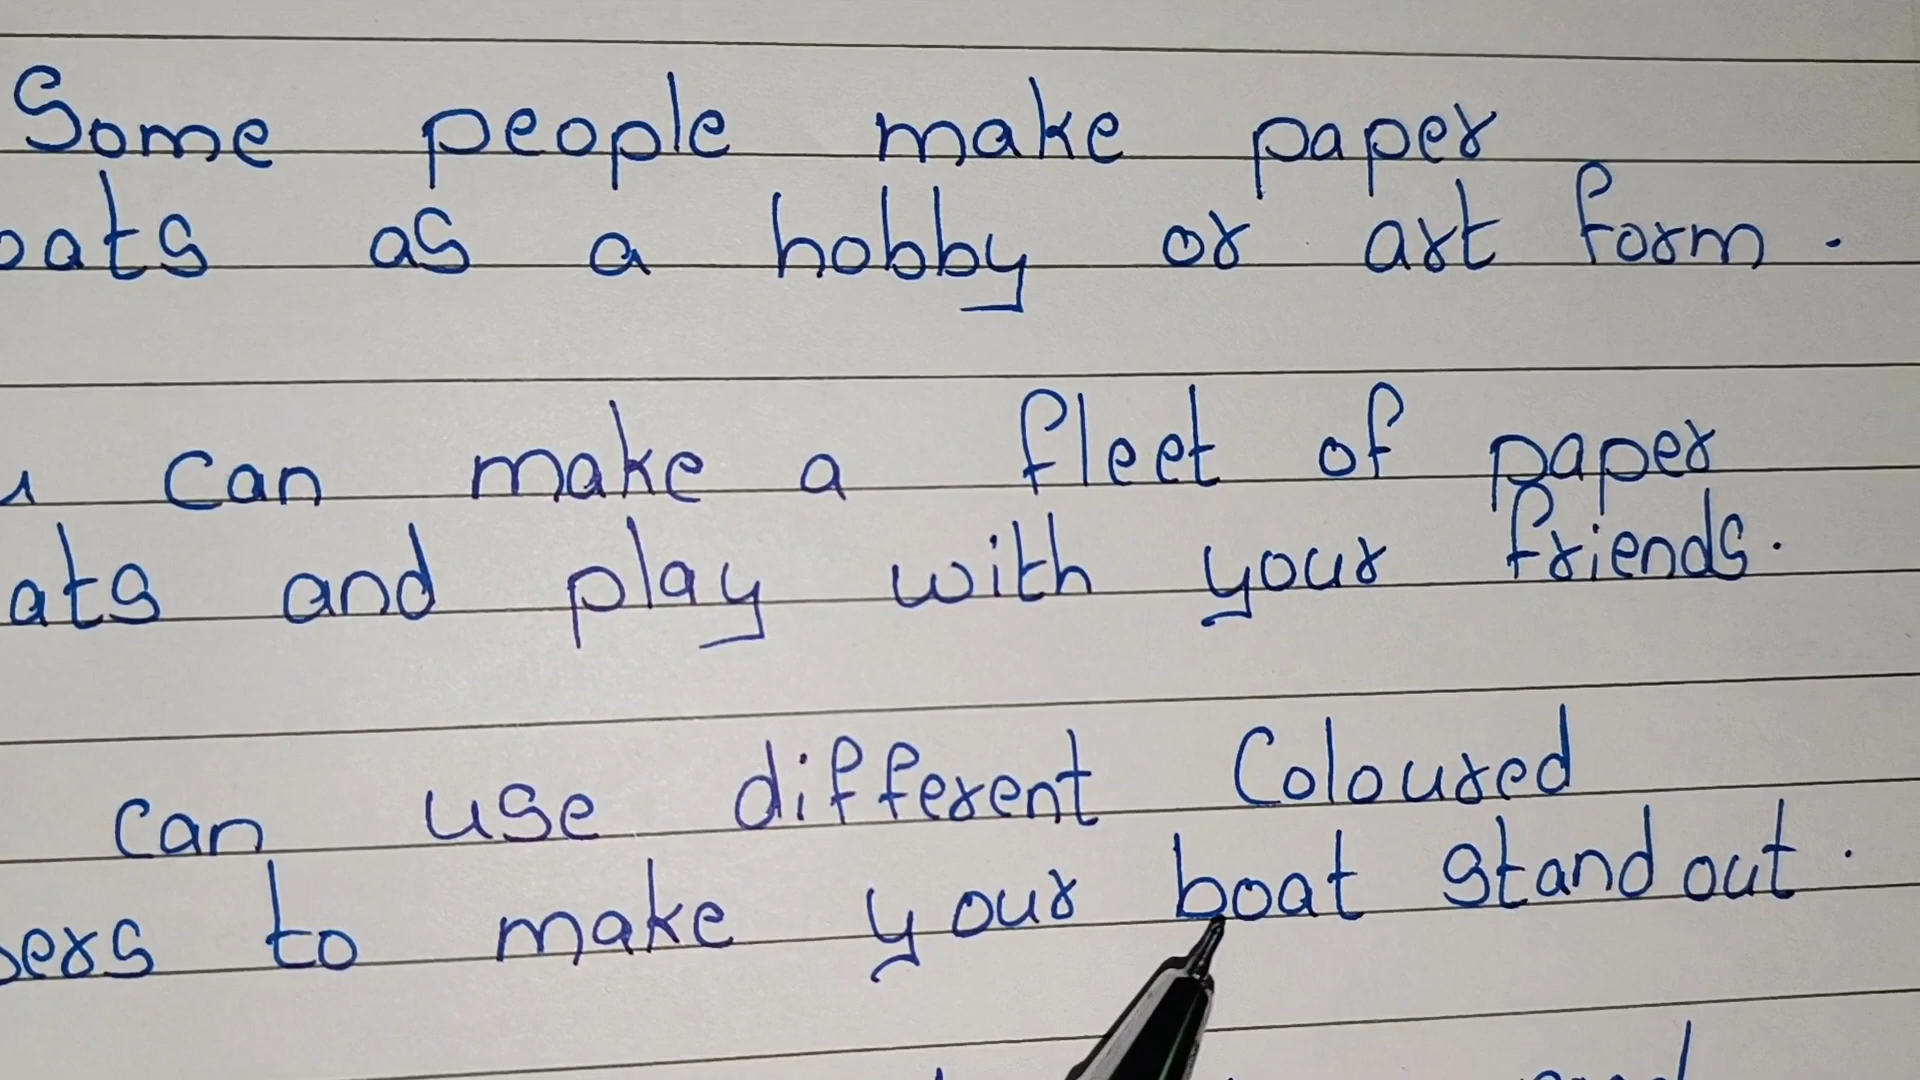 Some people make paper
oats as a hobby or art form.
can make a fleet of paper
ats and play with your friends.
can use different Coloured
pers to make your boat stand out.